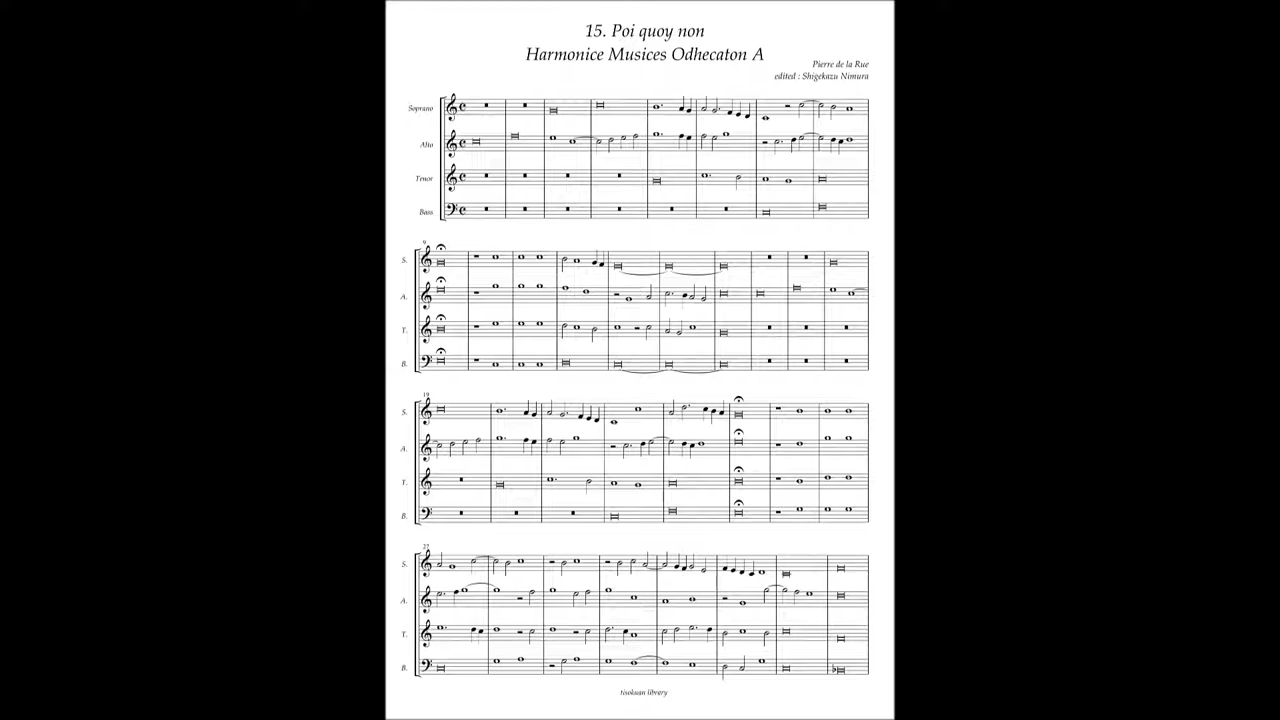 15. Poi quoy non
Harmonice Musices Odhecaton A
Pierre de la Rue
edited : Shigekazu Nimura
Soprano
Alto
Tenor
Bass
9
S.
A.
T.
B.
19
S.
A.
T.
B.
27
S.
A.
T.
B.
Nsokuan library